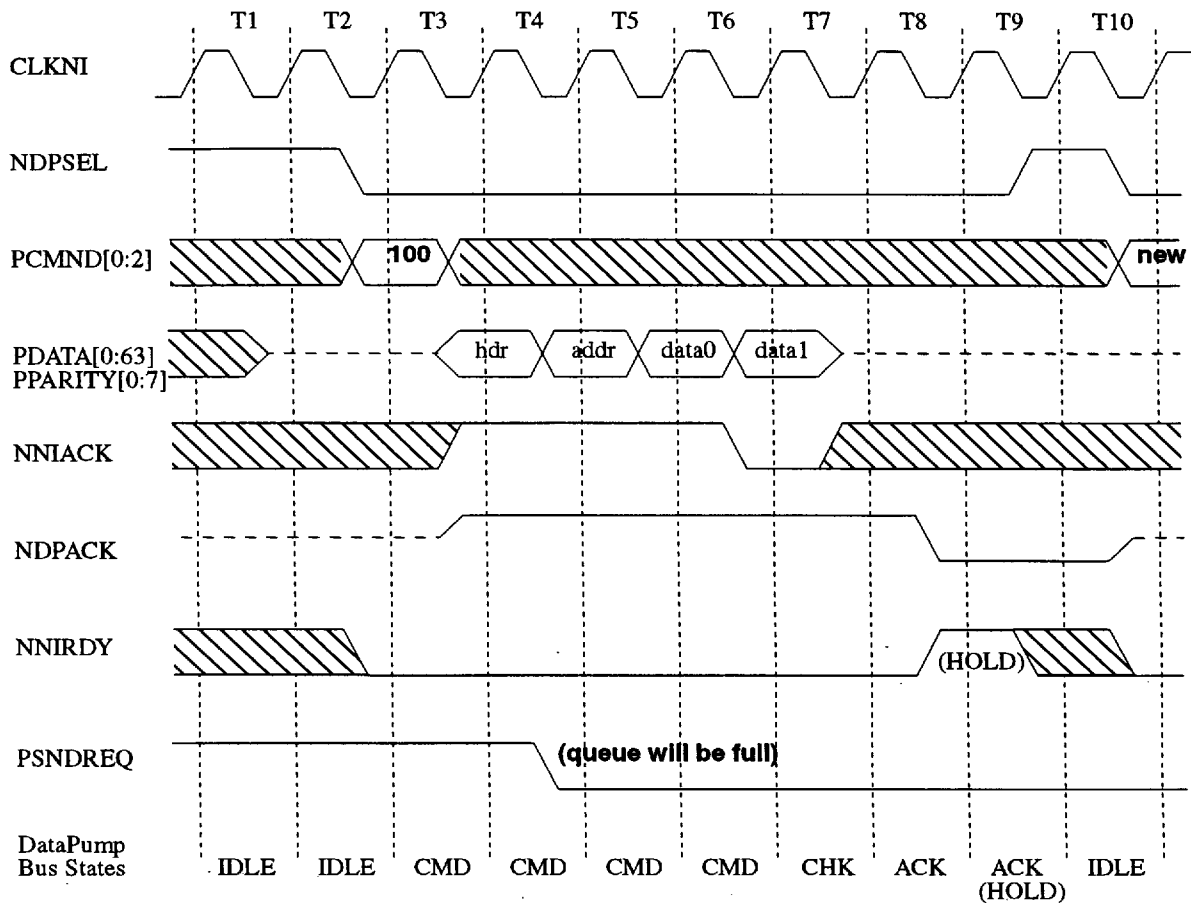 T1 T2 T3 T4 T5 T6 T7 T8 T9 T10
CLKNI
NDPSEL
PCMND[0:2] 100 new
PDATA[0:63] hdr addr data0 data1
PPARITY[0:7]
NNIACK
NDPACK
NNIRDY (HOLD)
PSNDREQ (queue will be full)
DataPump
Bus States IDLE IDLE CMD CMD CMD CMD CHK ACK ACK IDLE
(HOLD)